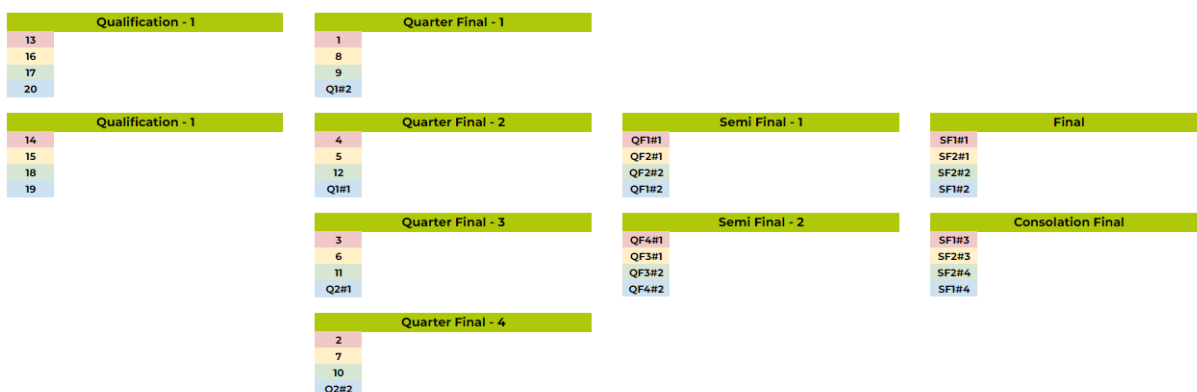 Qualification - 1
13
16
17
20
Qualification - 1
14
15
18
19
Quarter Final - 1
1
8
9
Q1#2
Quarter Final - 2
4
5
12
Q1#1
Quarter Final - 3
3
6
11
Q2#1
Quarter Final - 4
2
7
10
Q2#2
Semi Final - 1
QF1#1
QF2#1
QF2#2
QF1#2
Semi Final - 2
QF4#1
QF3#1
QF3#2
QF4#2
Final
SF1#1
SF2#1
SF2#2
SF1#2
Consolation Final
SF1#3
SF2#3
SF2#4
SF1#4